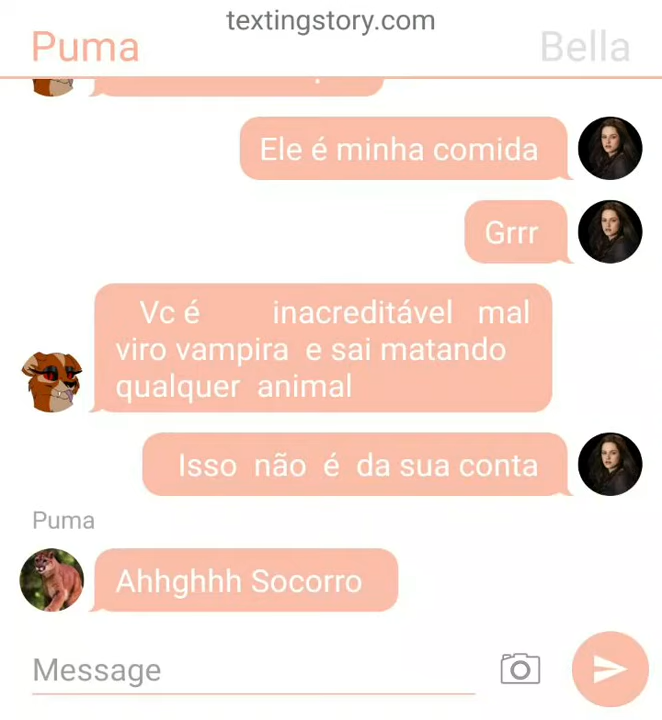 textingstory.com
Puma
Bella
Ele é minha comida
Grrr
Vc é inacreditável mal
viro vampira e sai matando
qualquer animal
Isso não é da sua conta
Puma
Ahhghhh Socorro
Message